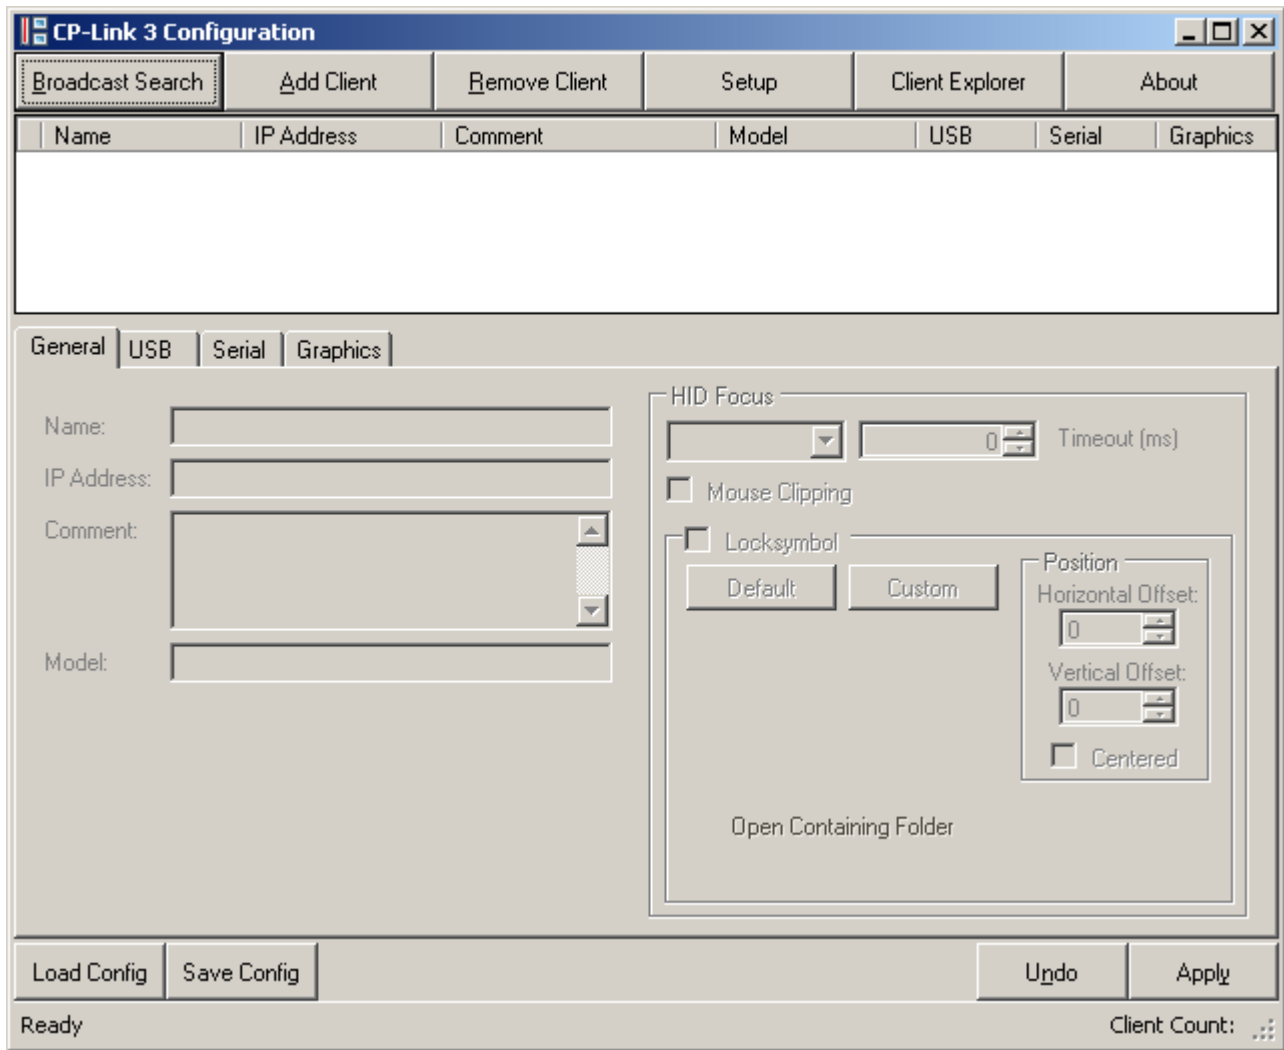 CP-Link 3 Configuration
Broadcast Search Add Client Remove Client Setup Client Explorer About
Name IP Address Comment Model USB Serial Graphics
General USB Serial Graphics
HID Focus
Name:
0 Timeout (ms)
IP Address:
Mouse Clipping
Comment:
Locksymbol
Position
Default Custom
Horizontal Offset:
0
Model:
Vertical Offset:
0
Centered
Open Containing Folder
Load Config Save Config Undo Apply
Ready Client Count: